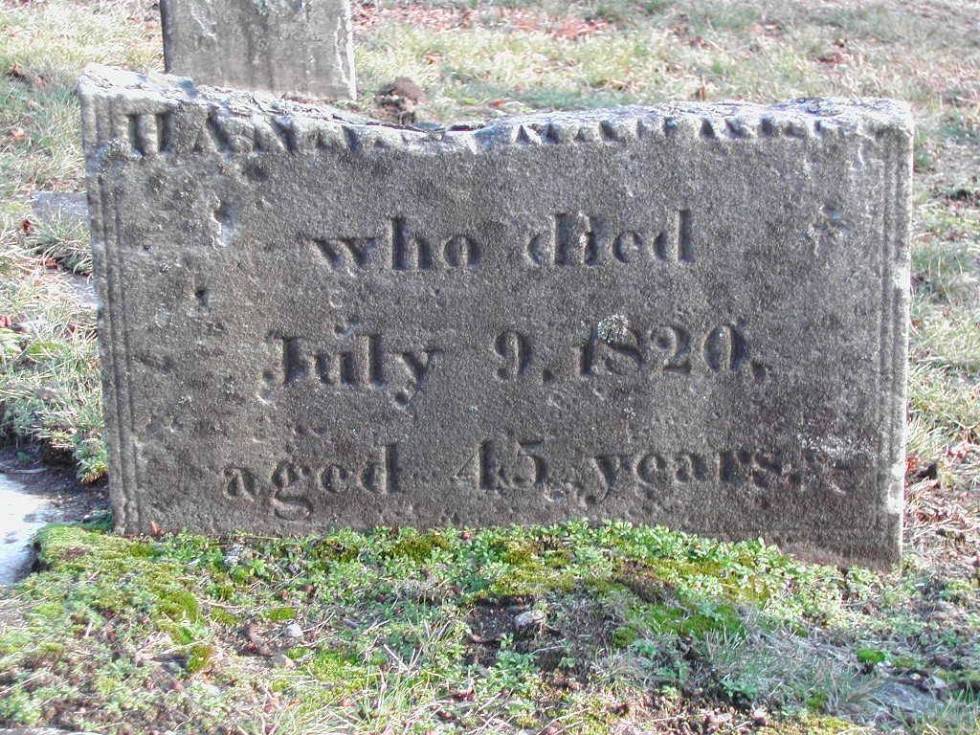 who died
July 9, 1820,
aged 45 years.